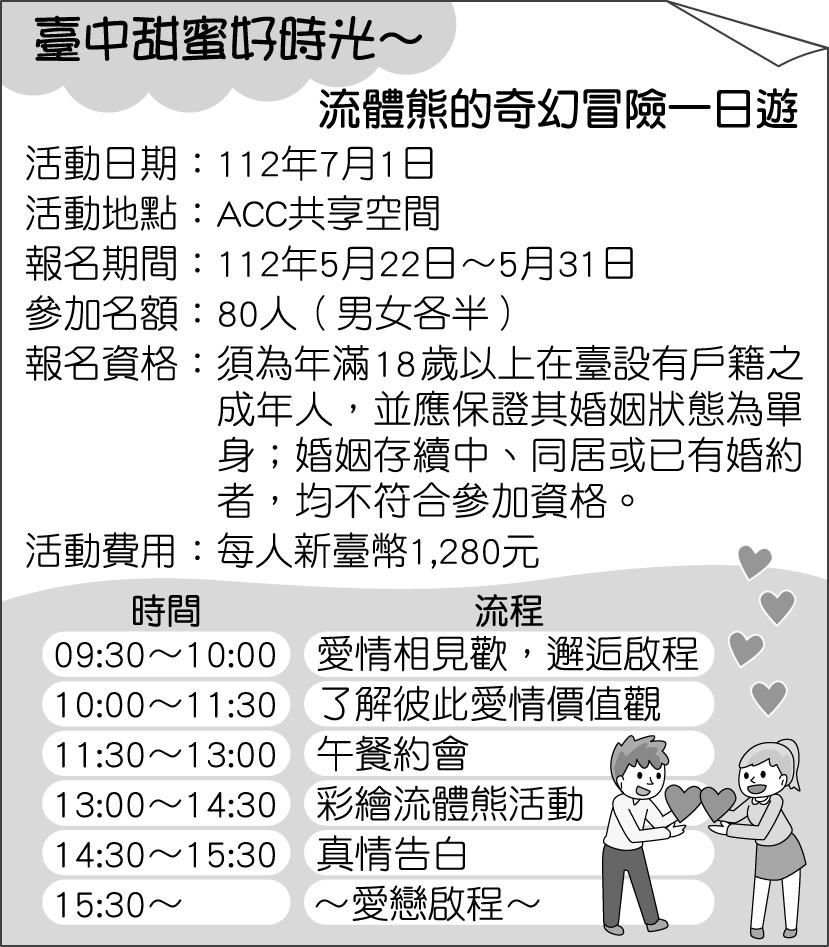 臺中甜蜜好時光～
流體熊的奇幻冒險一日遊
活動日期：112年7月1日
活動地點：ACC共享空間
報名期間：112年5月22日～5月31日
參加名額：80人（男女各半）
報名資格：須為年滿18歲以上在臺設有戶籍之
成年人，並應保證其婚姻狀態為單
身；婚姻存續中、同居或已有婚約
者，均不符合參加資格。
活動費用：每人新臺幣1,280元
時間 流程
09:30～10:00 愛情相見歡，邂逅啟程
10:00～11:30 了解彼此愛情價值觀
11:30～13:00 午餐約會
13:00～14:30 彩繪流體熊活動
14:30～15:30 真情告白
15:30～ ～愛戀啟程～